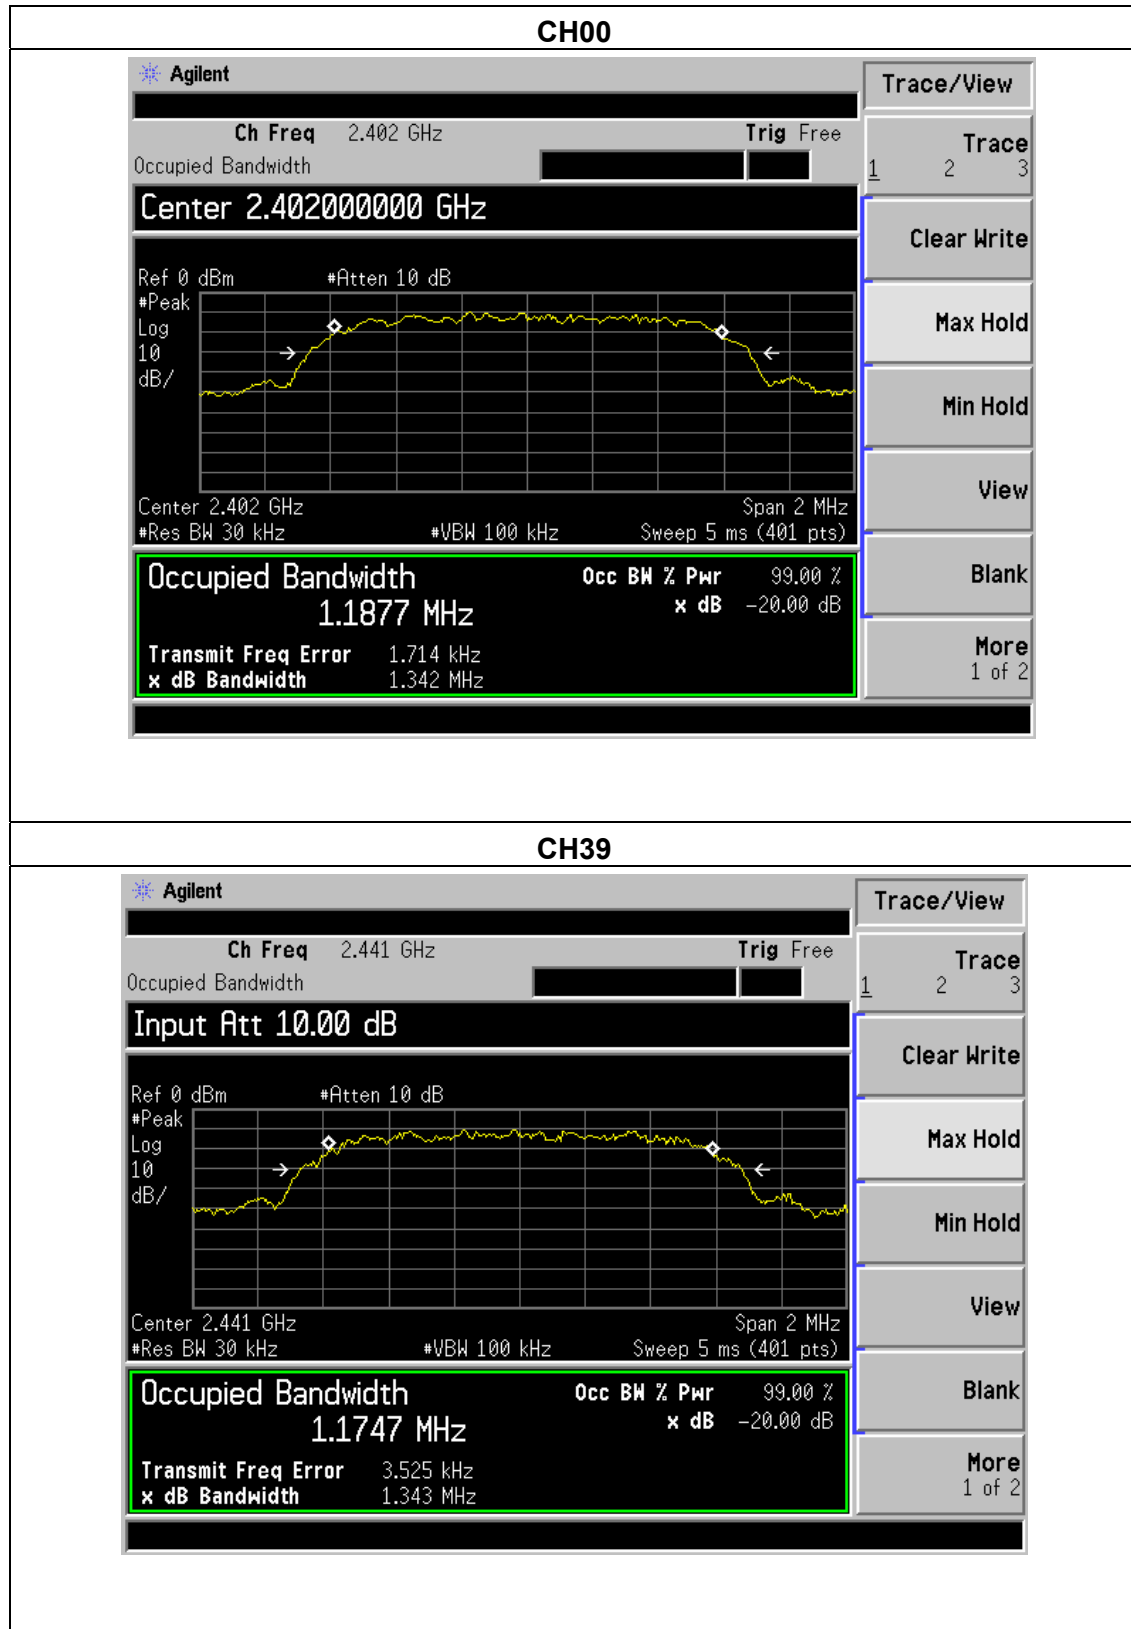 CH00
Agilent
Trace/View
Ch Freq 2.402 GHz Trig Free
Occupied Bandwidth
Trace
1 2 3
Center 2.402000000 GHz
Clear Write
Ref 0 dBm #Atten 10 dB
#Peak
Log
10
dB/
Max Hold
Min Hold
View
Center 2.402 GHz Span 2 MHz
#Res BW 30 kHz #VBW 100 kHz Sweep 5 ms (401 pts)
Occupied Bandwidth Occ BW % Pwr 99.00 %
1.1877 MHz x dB -20.00 dB
Blank
Transmit Freq Error 1.714 kHz
x dB Bandwidth 1.342 MHz
More
1 of 2
CH39
Agilent
Trace/View
Ch Freq 2.441 GHz Trig Free
Occupied Bandwidth
Trace
1 2 3
Input Att 10.00 dB
Clear Write
Ref 0 dBm #Atten 10 dB
#Peak
Log
10
dB/
Max Hold
Min Hold
View
Center 2.441 GHz Span 2 MHz
#Res BW 30 kHz #VBW 100 kHz Sweep 5 ms (401 pts)
Occupied Bandwidth Occ BW % Pwr 99.00 %
1.1747 MHz x dB -20.00 dB
Blank
Transmit Freq Error 3.525 kHz
x dB Bandwidth 1.343 MHz
More
1 of 2